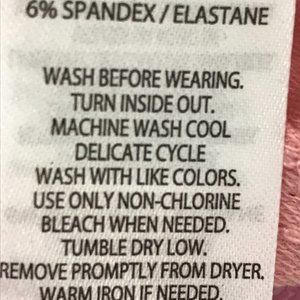 6% SPANDEX / ELASTANE
WASH BEFORE WEARING.
TURN INSIDE OUT.
MACHINE WASH COOL
DELICATE CYCLE
WASH WITH LIKE COLORS.
USE ONLY NON-CHLORINE
BLEACH WHEN NEEDED.
TUMBLE DRY LOW.
REMOVE PROMPTLY FROM DRYER.
WARM IRON IF NEEDED.